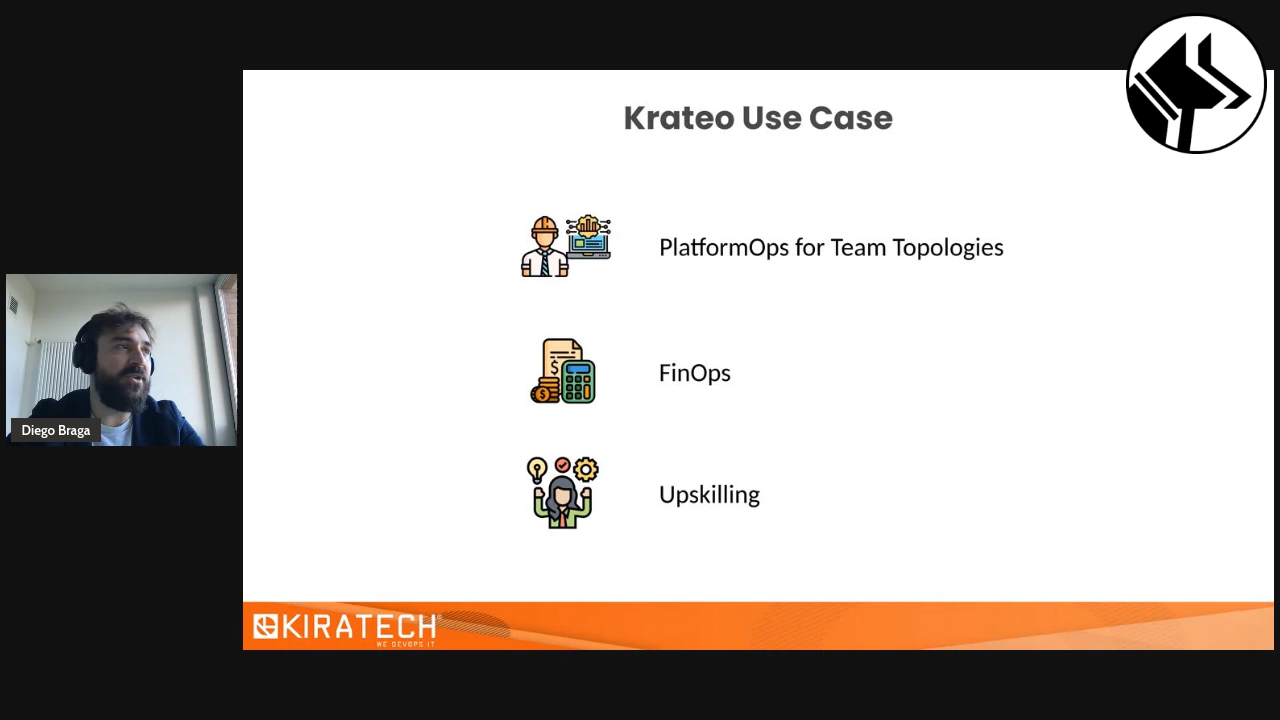 Krateo Use Case
PlatformOps for Team Topologies
FinOps
Upskilling
Diego Braga
KIRATECH
WE DEVOPS IT